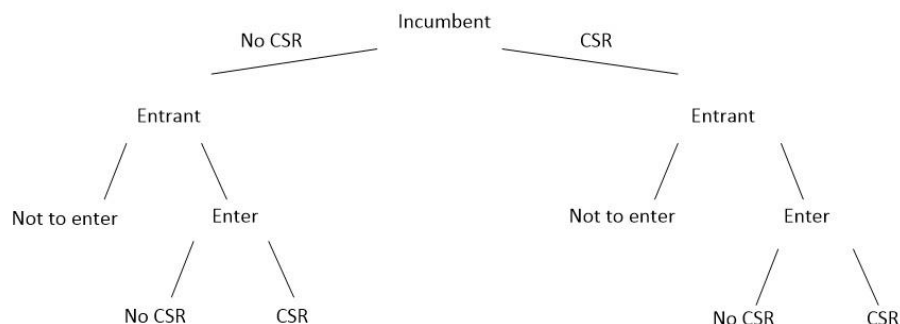 Incumbent
No CSR
CSR
Entrant
Entrant
Not to enter
Enter
Not to enter
Enter
No CSR
CSR
No CSR
CSR